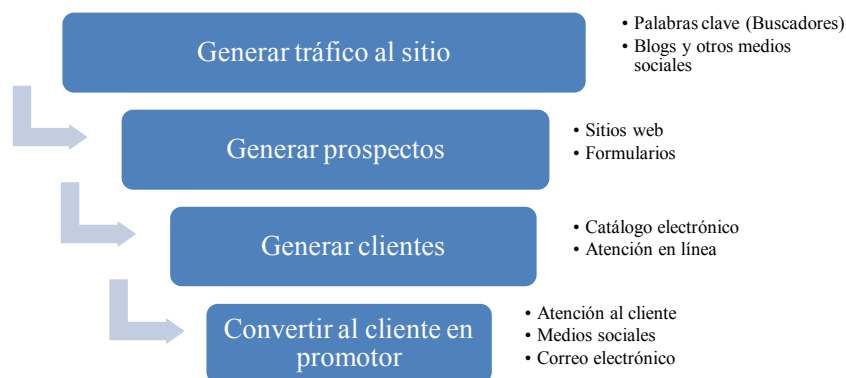 Generar tráfico al sitio
• Palabras clave (Buscadores)
• Blogs y otros medios
sociales
Generar prospectos
• Sitios web
• Formularios
Generar clientes
• Catálogo electrónico
• Atención en línea
Convertir al cliente en
promotor
• Atención al cliente
• Medios sociales
• Correo electrónico